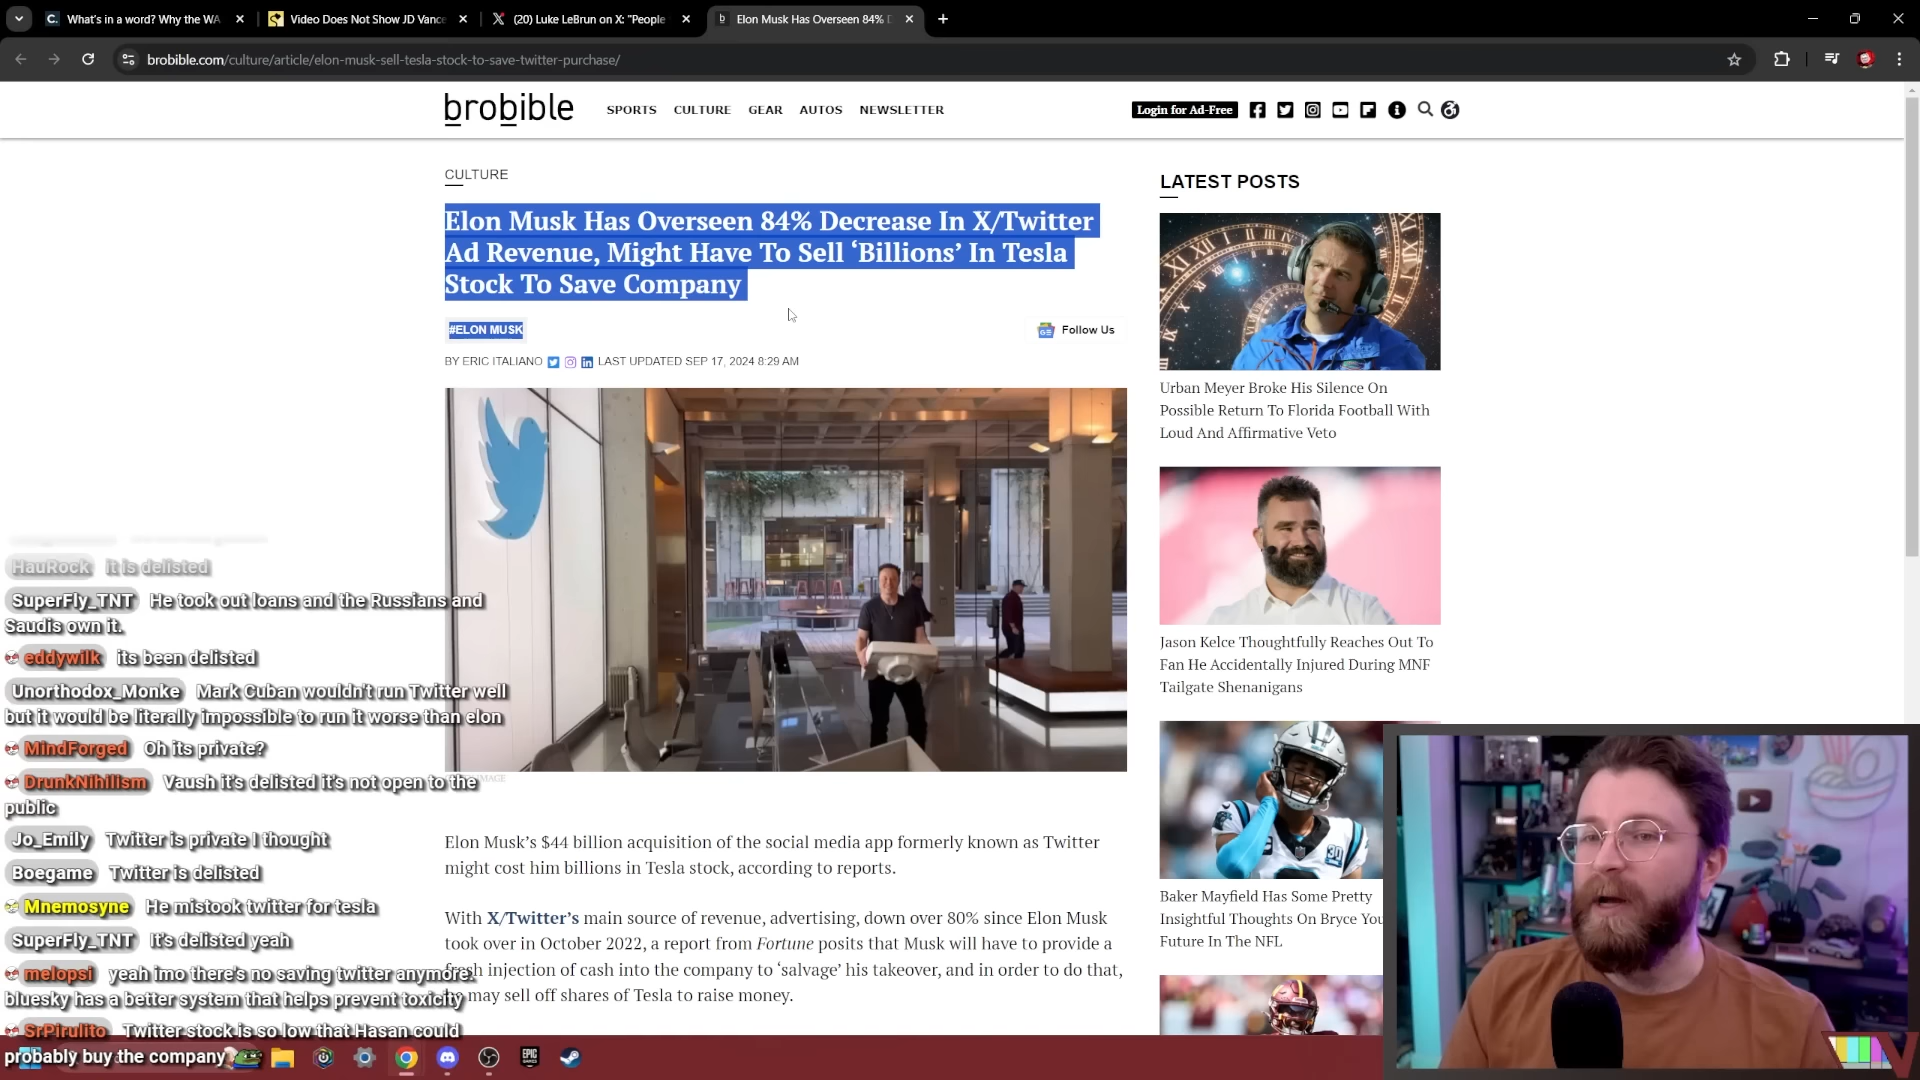 What's in a word? Why the WA
Video Does Not Show JD Vance
(20) Luke LeBrun on X: "People
Elon Musk Has Overseen 84% D
brobible.com/culture/article/elon-musk-sell-tesla-stock-to-save-twitter-purchase/
brobible
SPORTS CULTURE GEAR AUTOS NEWSLETTER
Login for Ad-Free
CULTURE
Elon Musk Has Overseen 84% Decrease In X/Twitter
Ad Revenue, Might Have To Sell ‘Billions’ In Tesla
Stock To Save Company
#ELON MUSK
Follow Us
BY ERIC ITALIANO LAST UPDATED SEP 17, 2024 8:29 AM
Elon Musk’s $44 billion acquisition of the social media app formerly known as Twitter
might cost him billions in Tesla stock, according to reports.
With X/Twitter’s main source of revenue, advertising, down over 80% since Elon Musk
took over in October 2022, a report from Fortune posits that Musk will have to provide a
fresh injection of cash into the company to ‘salvage’ his takeover, and in order to do that,
may sell off shares of Tesla to raise money.
LATEST POSTS
Urban Meyer Broke His Silence On
Possible Return To Florida Football With
Loud And Affirmative Veto
Jason Kelce Thoughtfully Reaches Out To
Fan He Accidentally Injured During MNF
Tailgate Shenanigans
30
Baker Mayfield Has Some Pretty
Insightful Thoughts On Bryce You
Future In The NFL
HauRock it is delisted
SuperFly_TNT He took out loans and the Russians and
Saudis own it.
eddywilk its been delisted
Unorthodox_Monke Mark Cuban wouldn't run Twitter well
but it would be literally impossible to run it worse than elon
MindForged Oh its private?
DrunkNihilism Vaush it's delisted it's not open to the
public
Jo_Emily Twitter is private I thought
Boegame Twitter is delisted
Mnemosyne He mistook twitter for tesla
SuperFly_TNT It's delisted yeah
melopsi yeah imo there's no saving twitter anymore.
bluesky has a better system that helps prevent toxicity
SrPirulito Twitter stock is so low that Hasan could
probably buy the company
EPIC